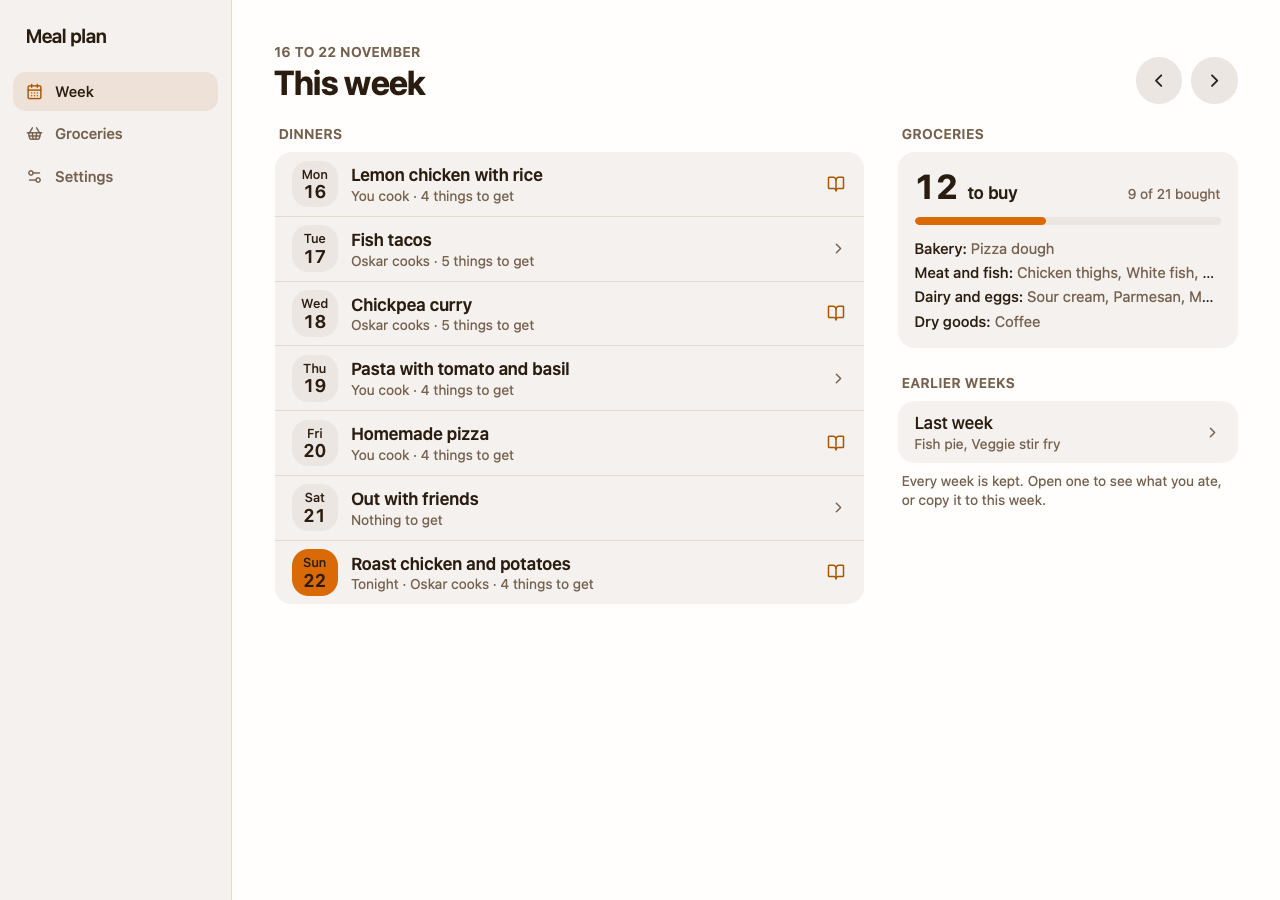 Meal plan
Week
Groceries
Settings
16 TO 22 NOVEMBER
This week
DINNERS
Mon
16
Lemon chicken with rice
You cook · 4 things to get
Tue
17
Fish tacos
Oskar cooks · 5 things to get
Wed
18
Chickpea curry
Oskar cooks · 5 things to get
Thu
19
Pasta with tomato and basil
You cook · 4 things to get
Fri
20
Homemade pizza
You cook · 4 things to get
Sat
21
Out with friends
Nothing to get
Sun
22
Roast chicken and potatoes
Tonight · Oskar cooks · 4 things to get
GROCERIES
12 to buy
9 of 21 bought
Bakery: Pizza dough
Meat and fish: Chicken thighs, White fish, ...
Dairy and eggs: Sour cream, Parmesan, M...
Dry goods: Coffee
EARLIER WEEKS
Last week
Fish pie, Veggie stir fry
Every week is kept. Open one to see what you ate,
or copy it to this week.